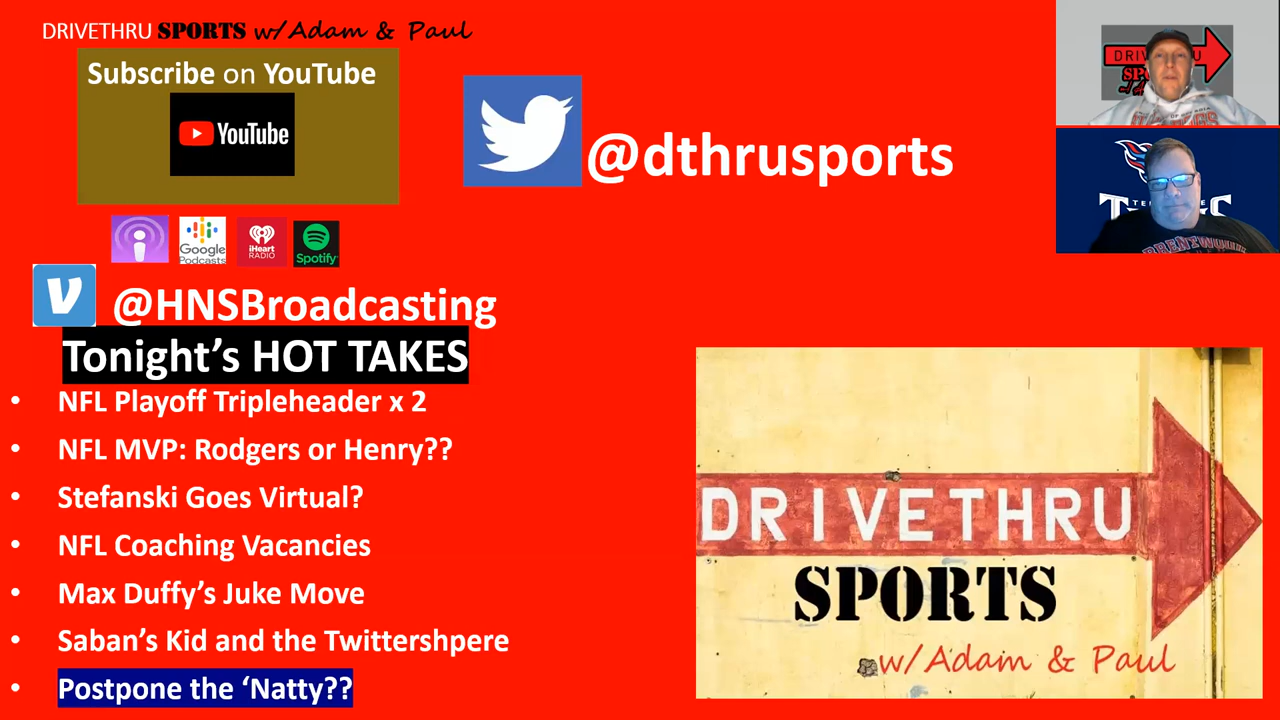 DRIVETHRU SPORTS w/Adam & Paul
Subscribe on YouTube
YouTube
@dthrusports
Google
Podcasts
iHeart
RADIO
Spotify
@HNSBroadcasting
Tonight's HOT TAKES
• NFL Playoff Tripleheader x 2
• NFL MVP: Rodgers or Henry??
• Stefanski Goes Virtual?
• NFL Coaching Vacancies
• Max Duffy's Juke Move
• Saban's Kid and the Twittershpere
• Postpone the 'Natty??
DRIVETHRU
SPORTS
w/Adam & Paul